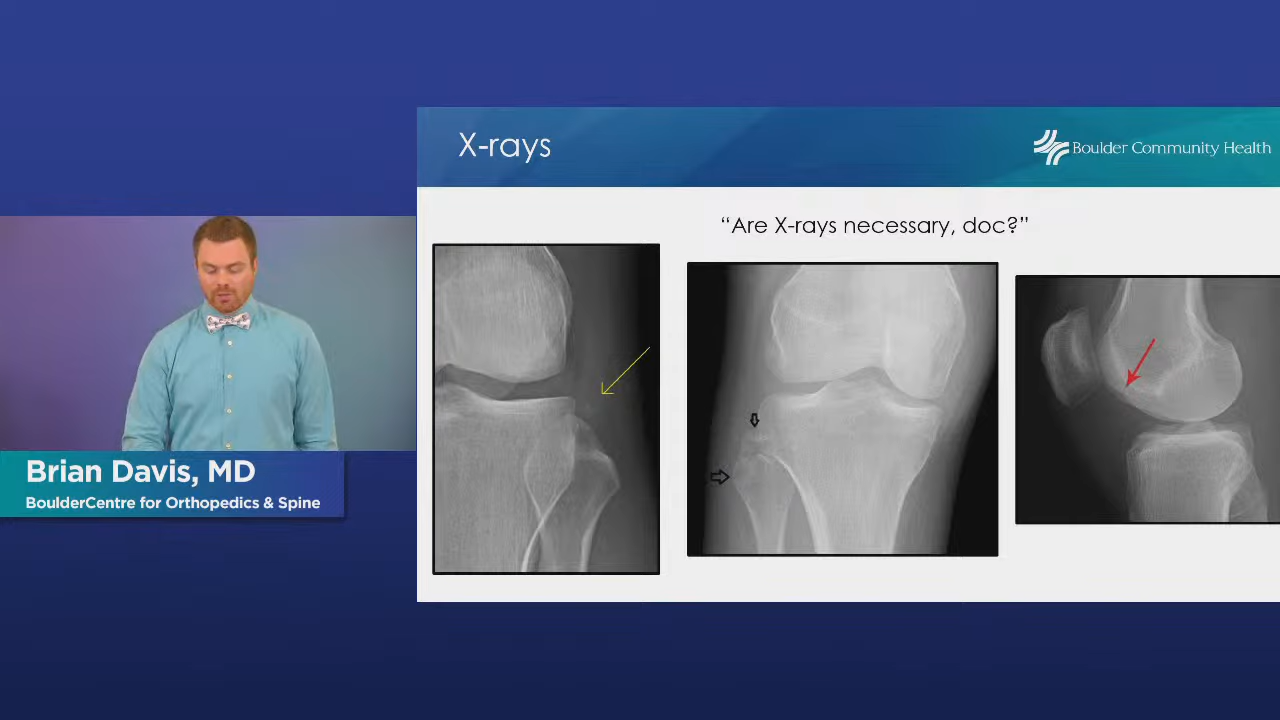 X-rays
Boulder Community Health
“Are X-rays necessary, doc?”
Brian Davis, MD
BoulderCentre for Orthopedics & Spine